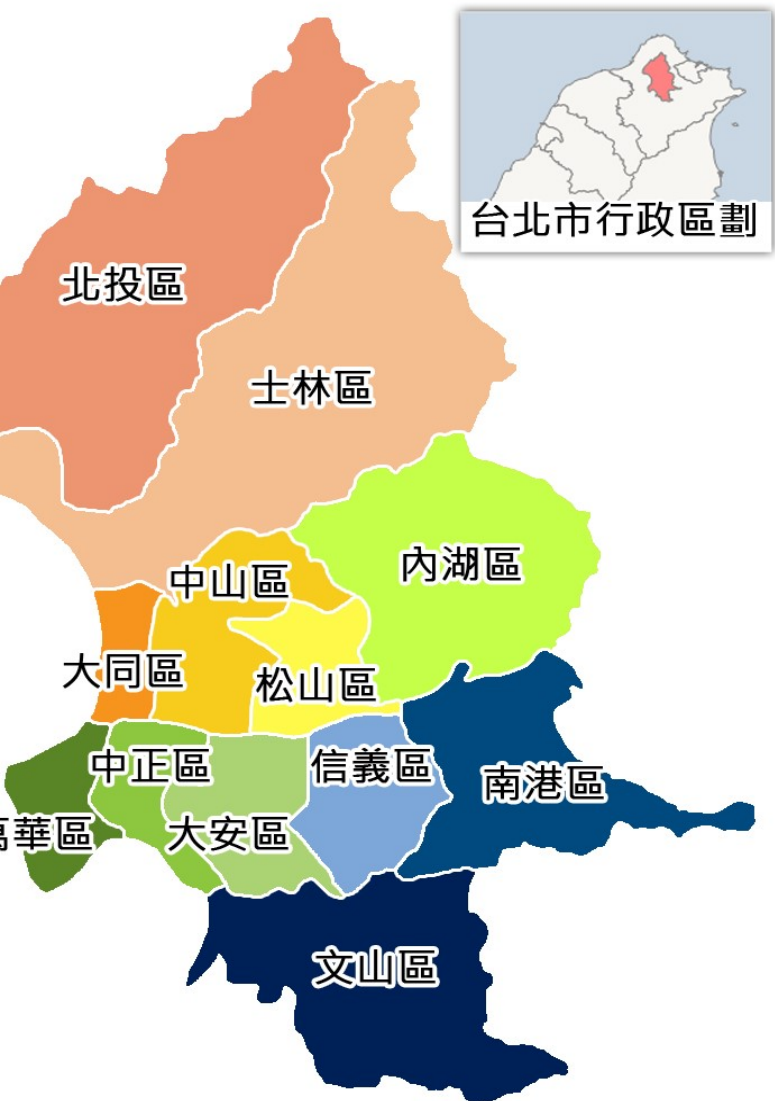 台北市行政區劃
北投區
士林區
內湖區
中山區
大同區
松山區
中正區
信義區
南港區
萬華區
大安區
文山區